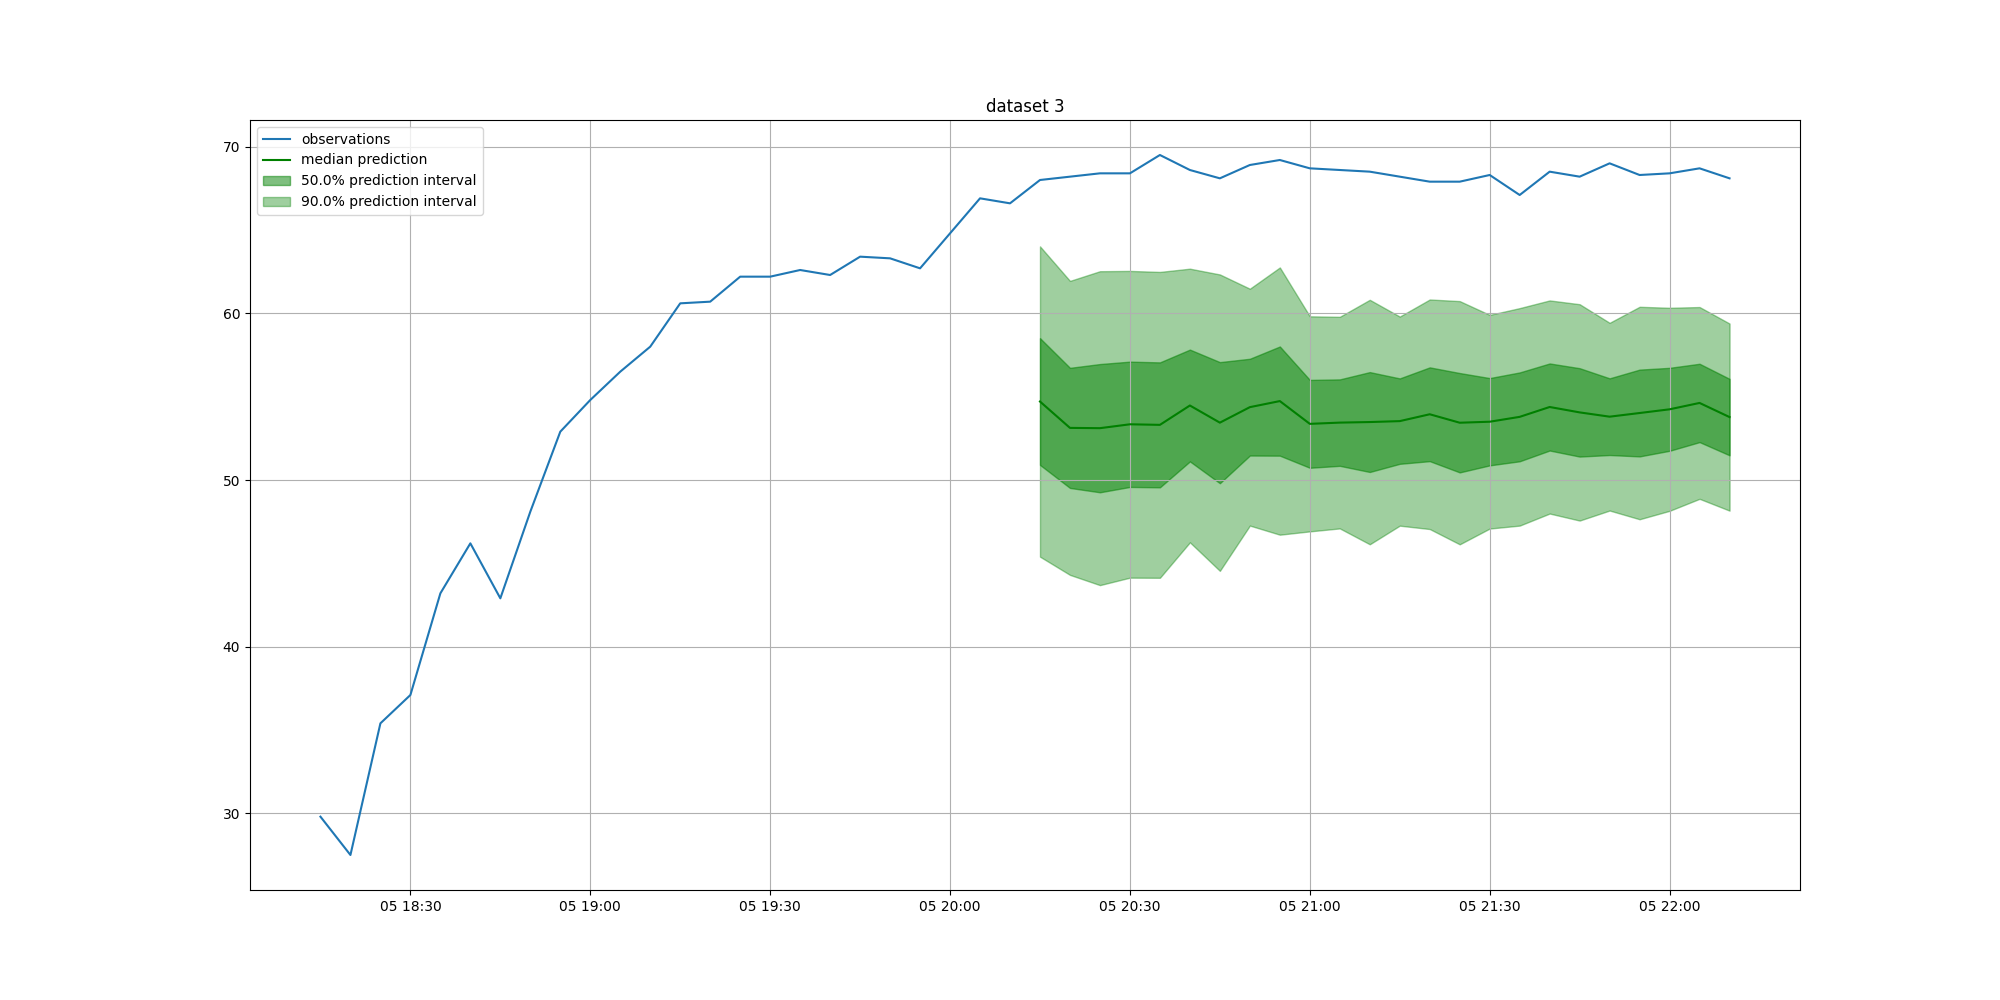 dataset 3
observations
median prediction
50.0% prediction interval
90.0% prediction interval
70
60
50
40
30
05 18:30 05 19:00 05 19:30 05 20:00 05 20:30 05 21:00 05 21:30 05 22:00